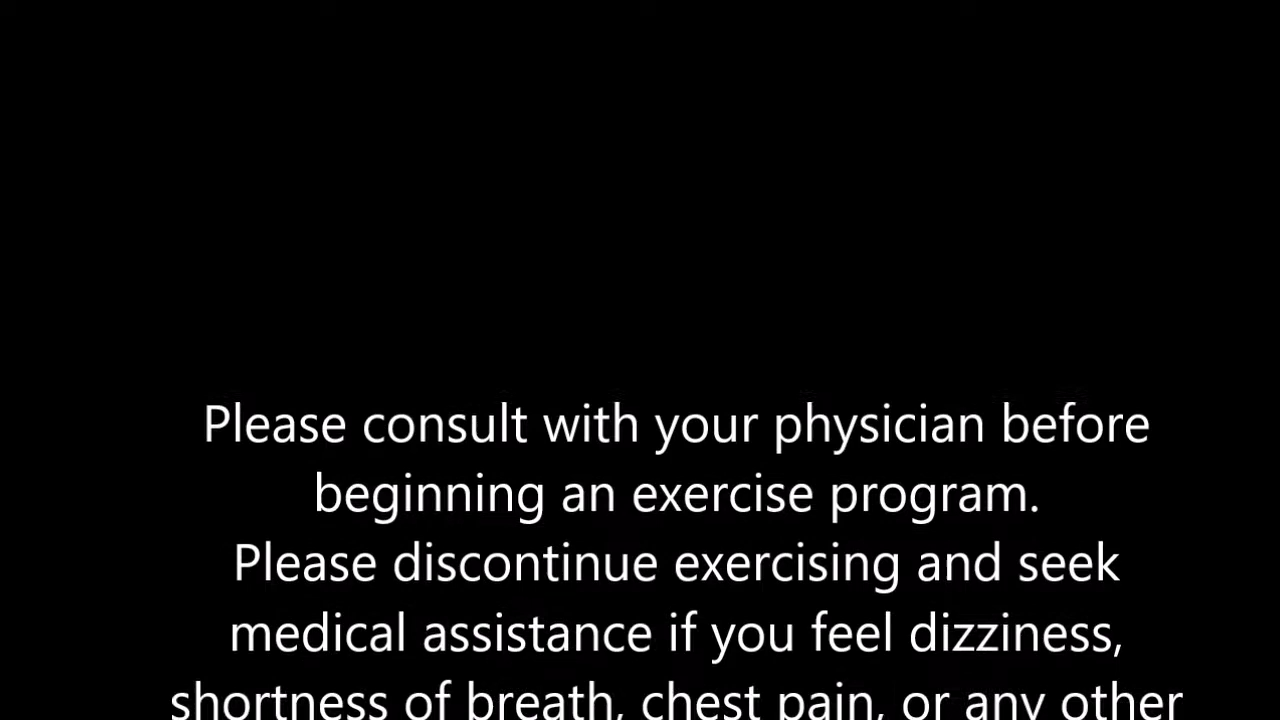 Please consult with your physician before
beginning an exercise program.
Please discontinue exercising and seek
medical assistance if you feel dizziness,
shortness of breath, chest pain, or any other